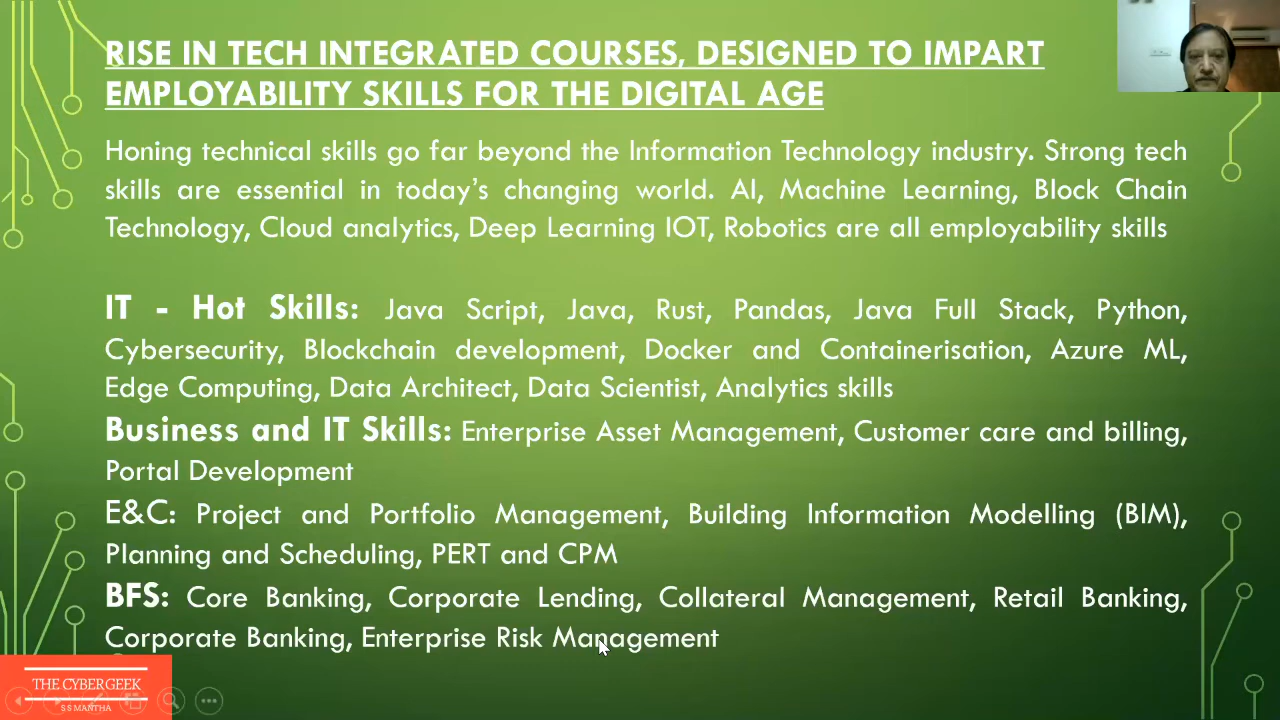 RISE IN TECH INTEGRATED COURSES, DESIGNED TO IMPART
EMPLOYABILITY SKILLS FOR THE DIGITAL AGE
Honing technical skills go far beyond the Information Technology industry. Strong tech
skills are essential in today's changing world. AI, Machine Learning, Block Chain
Technology, Cloud analytics, Deep Learning IOT, Robotics are all employability skills
IT - Hot Skills: Java Script, Java, Rust, Pandas, Java Full Stack, Python,
Cybersecurity, Blockchain development, Docker and Containerisation, Azure ML,
Edge Computing, Data Architect, Data Scientist, Analytics skills
Business and IT Skills: Enterprise Asset Management, Customer care and billing,
Portal Development
E&C: Project and Portfolio Management, Building Information Modelling (BIM),
Planning and Scheduling, PERT and CPM
BFS: Core Banking, Corporate Lending, Collateral Management, Retail Banking,
Corporate Banking, Enterprise Risk Management
THE CYBERGEEK
S S MANTHA